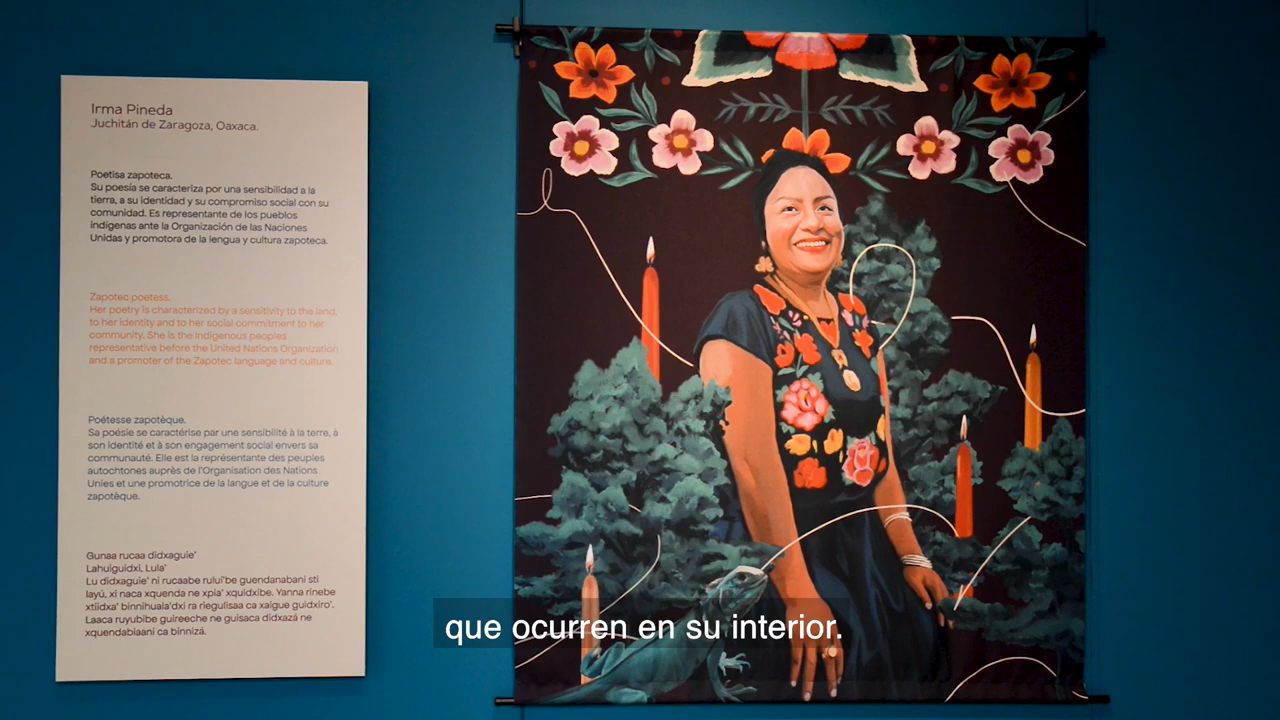 Irma Pineda
Juchitán de Zaragoza, Oaxaca.
Poetisa zapoteca.
Su poesía se caracteriza por una sensibilidad a la
tierra, a su identidad y su compromiso social con su
comunidad. Es representante de los pueblos
indígenas ante la Organización de las Naciones
Unidas y promotora de la lengua y cultura zapoteca.
Zapotec poetess.
Her poetry is characterized by a sensitivity to the land,
to her identity and to her social commitment to her
community. She is the indigenous peoples
representative before the United Nations Organization
and a promoter of the Zapotec language and culture.
Poétesse zapotèque.
Sa poésie se caractérise par une sensibilité à la terre, à
son identité et à son engagement social envers sa
communauté. Elle est la représentante des peuples
autochtones auprès de l'Organisation des Nations
Unies et une promotrice de la langue et de la culture
zapotèque.
Gunaa rucaa didxaguie'
Lahuiguidxi, Lula'
Lu didxaguie' ni rucaabe rului'be guendanabani sti
layú, xi naca xquenda ne xpia' xquidxibe. Yanna rinebe
xtiidxa' binnihuala'dxi ra riegulisaa ca xaigue guidxiro'.
Laaca ruyubibe guireeche ne guisaca didxazá ne
xquendabiaani ca binnizá.
que ocurren en su interior.